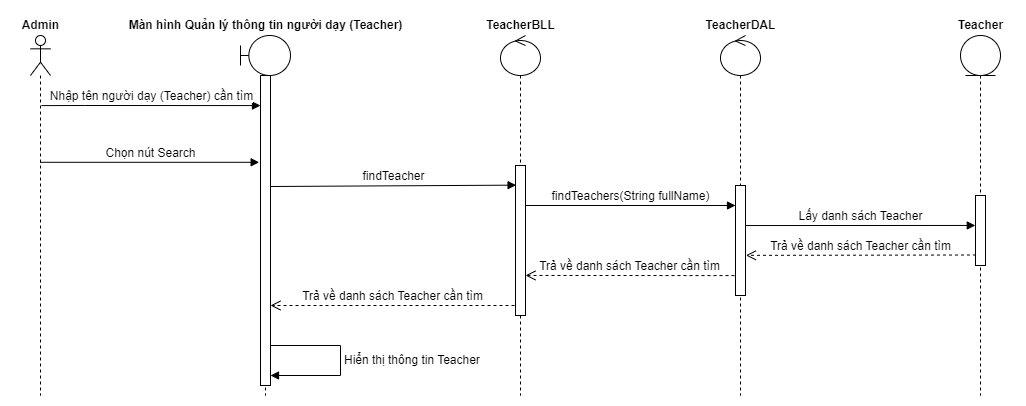 Admin
Màn hình Quản lý thông tin người dạy (Teacher)
TeacherBLL
TeacherDAL
Teacher
Nhập tên người dạy (Teacher) cần tìm
Chọn nút Search
findTeacher
findTeachers(String fullName)
Lấy danh sách Teacher
Trả về danh sách Teacher cần tìm
Trả về danh sách Teacher cần tìm
Trả về danh sách Teacher cần tìm
Hiển thị thông tin Teacher